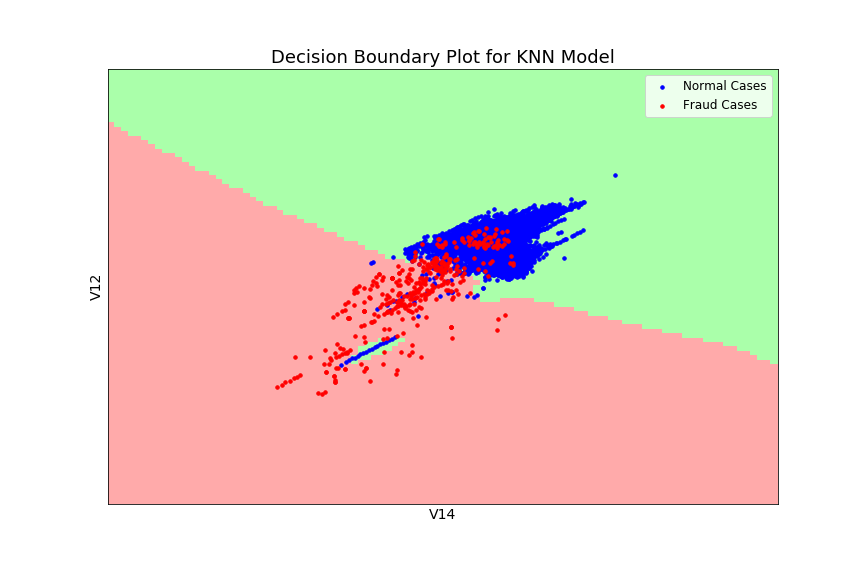 Decision Boundary Plot for KNN Model
Normal Cases
Fraud Cases
V12
V14